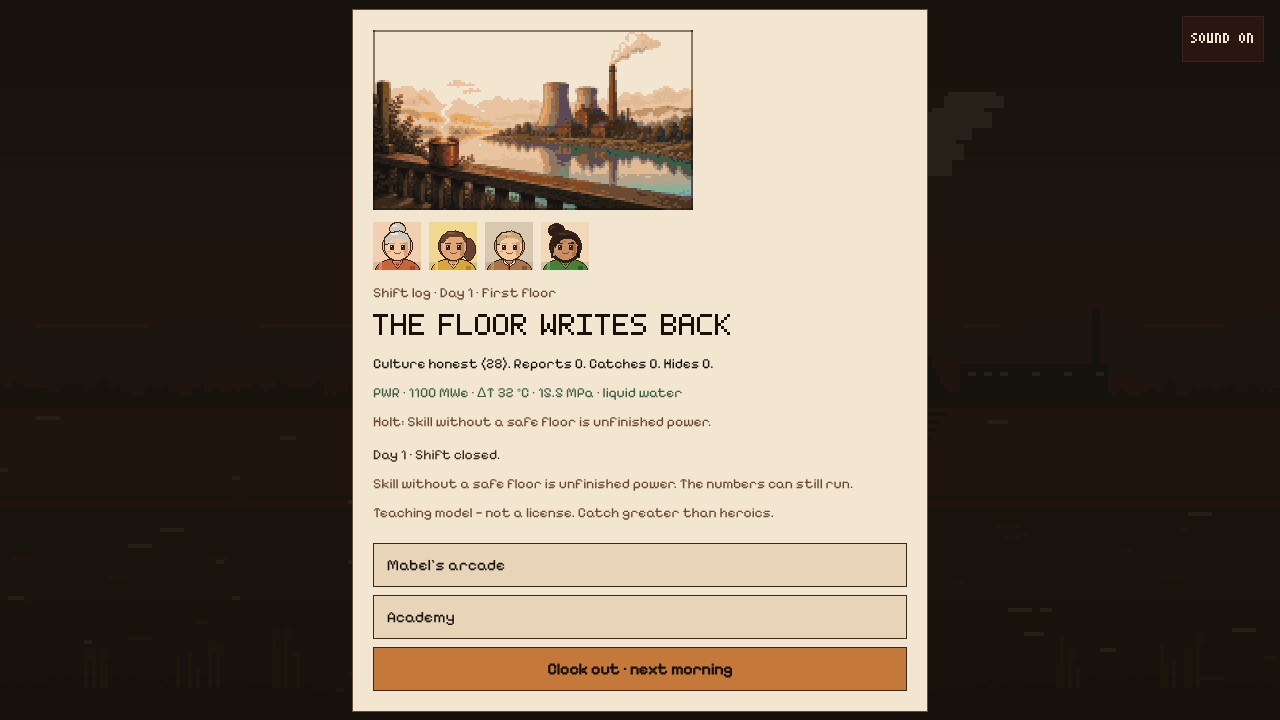 sound on
Shift log · Day 1 · First floor
THE FLOOR WRITES BACK
Culture honest (28). Reports 0. Catches 0. Hides 0.
PWR · 1100 MWe · ΔT 32 °C · 15.5 MPa · liquid water
Holt: Skill without a safe floor is unfinished power.
Day 1 · Shift closed.
Skill without a safe floor is unfinished power. The numbers can still run.
Teaching model — not a license. Catch greater than heroics.
Mabel's arcade
Academy
Clock out · next morning